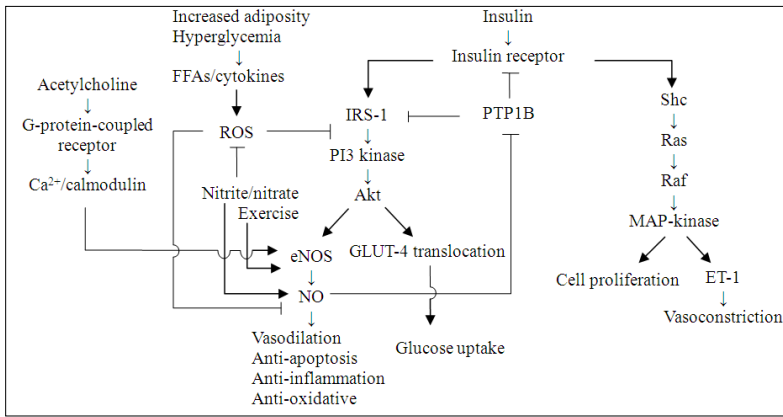 Increased adiposity
Hyperglycemia
↓
FFAs/cytokines
ROS
Acetylcholine
↓
G-protein-coupled
receptor
↓
Ca²⁺/calmodulin
Nitrite/nitrate
Exercise
Insulin
↓
Insulin receptor
IRS-1
↓
PI3 kinase
↓
Akt
PTP1B
eNOS
↓
NO
↓
Vasodilation
Anti-apoptosis
Anti-inflammation
Anti-oxidative
GLUT-4 translocation
Glucose uptake
Shc
↓
Ras
↓
Raf
↓
MAP-kinase
Cell proliferation
ET-1
↓
Vasoconstriction